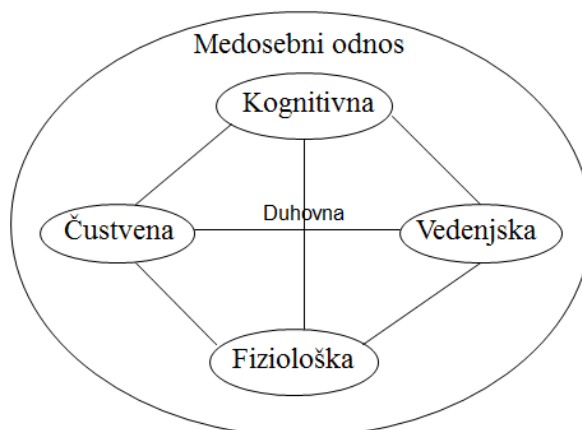 Medosebni odnos
Kognitivna
Duhovna
Čustvena
Vedenjska
Fiziološka